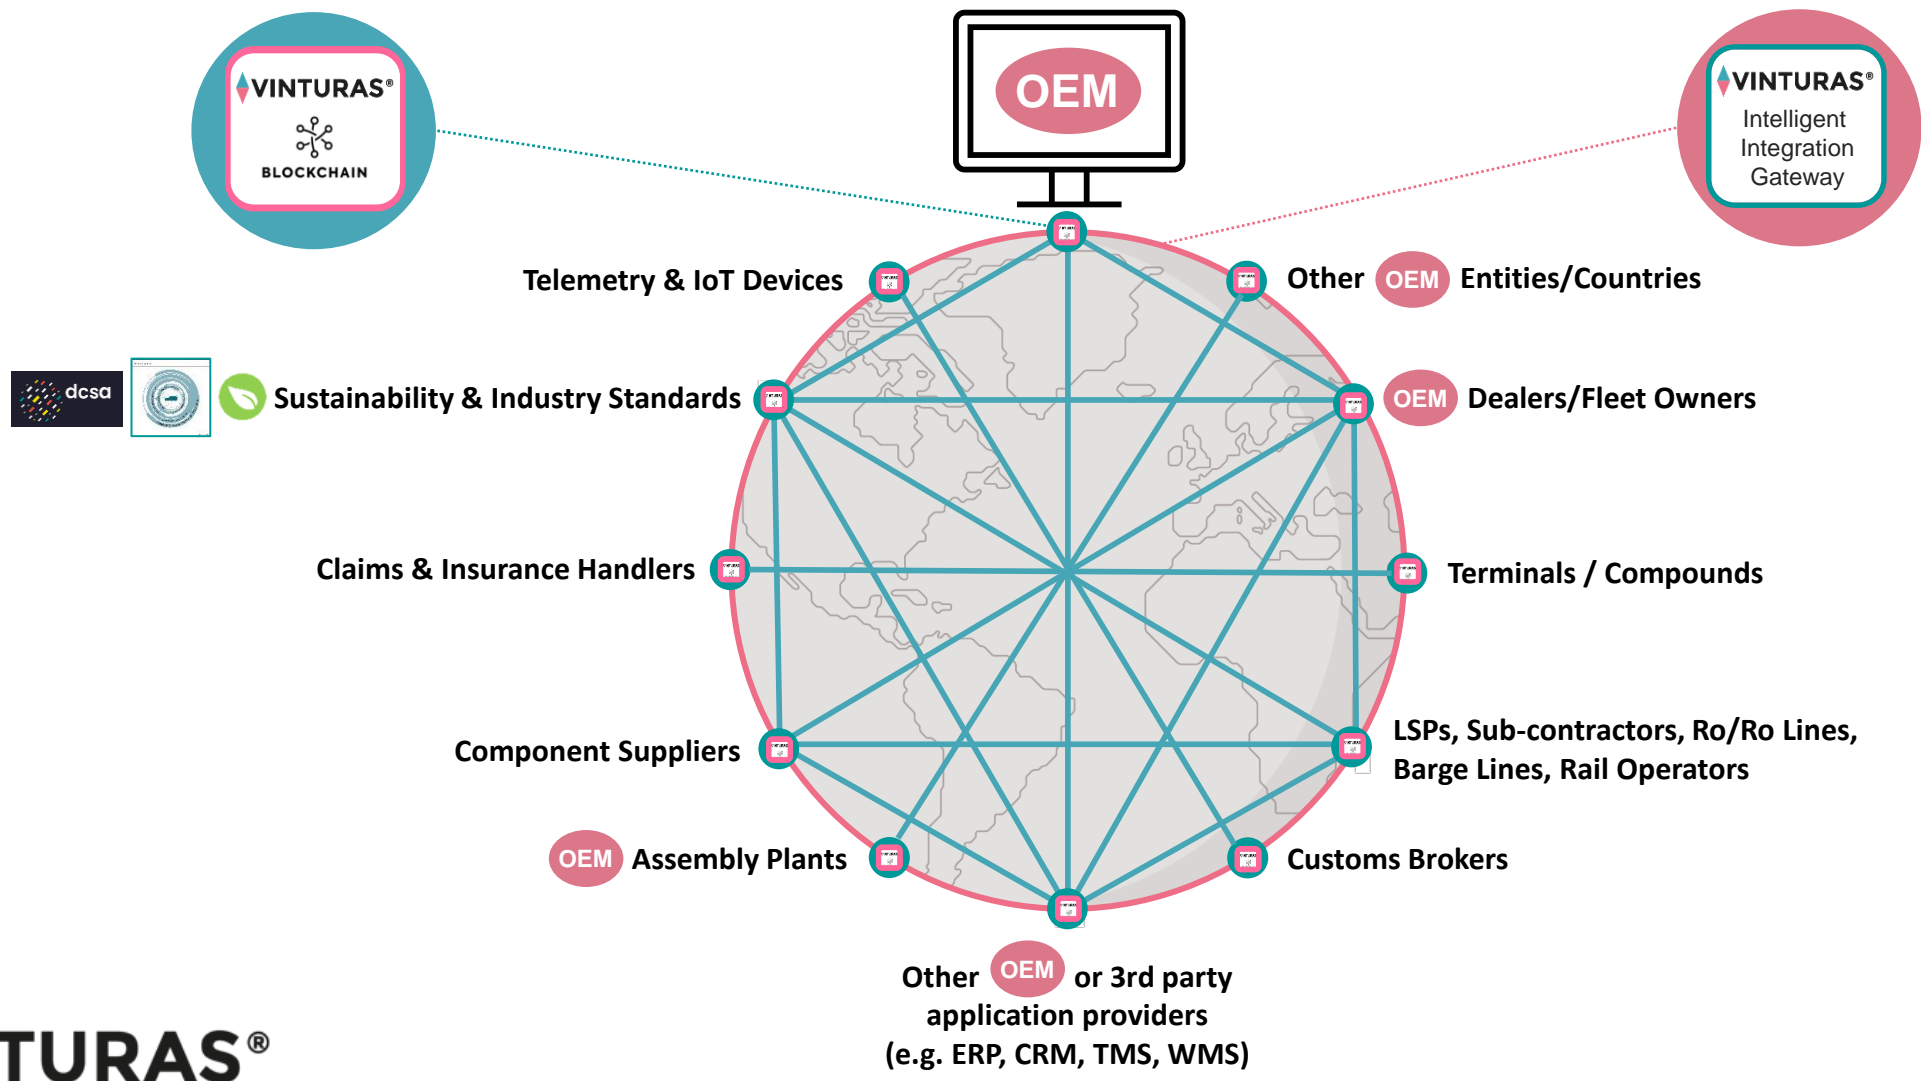 VINTURAS®
BLOCKCHAIN
OEM
VINTURAS®
Intelligent
Integration
Gateway
Telemetry & IoT Devices
Other OEM Entities/Countries
dcsa
Sustainability & Industry Standards
OEM Dealers/Fleet Owners
Claims & Insurance Handlers
Terminals / Compounds
Component Suppliers
LSPs, Sub-contractors, Ro/Ro Lines,
Barge Lines, Rail Operators
OEM Assembly Plants
Customs Brokers
Other OEM or 3rd party
application providers
(e.g. ERP, CRM, TMS, WMS)
TURAS®